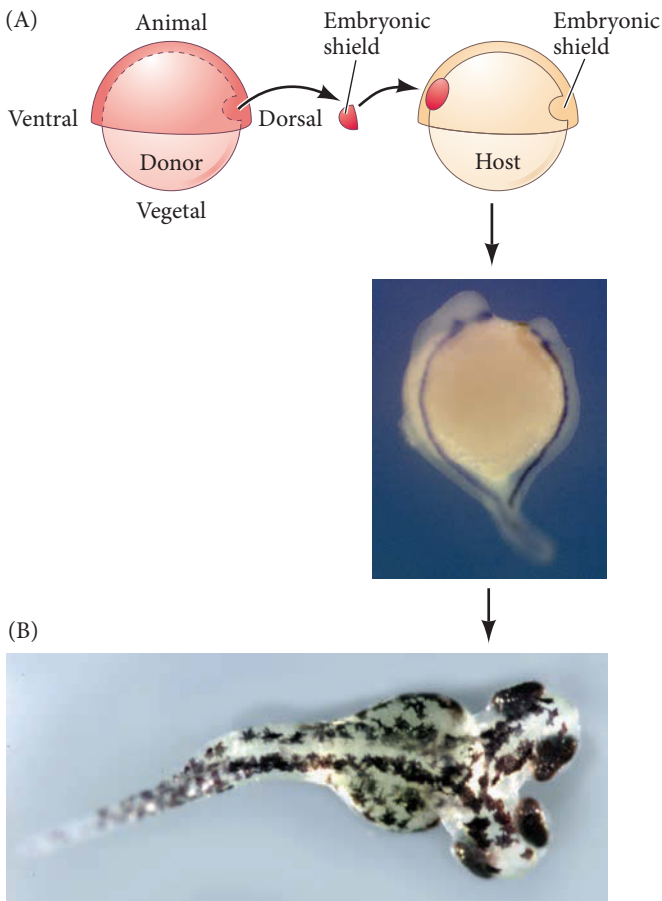 (A)
Animal
Embryonic
shield
Embryonic
shield
Ventral
Dorsal
Donor
Host
Vegetal
(B)